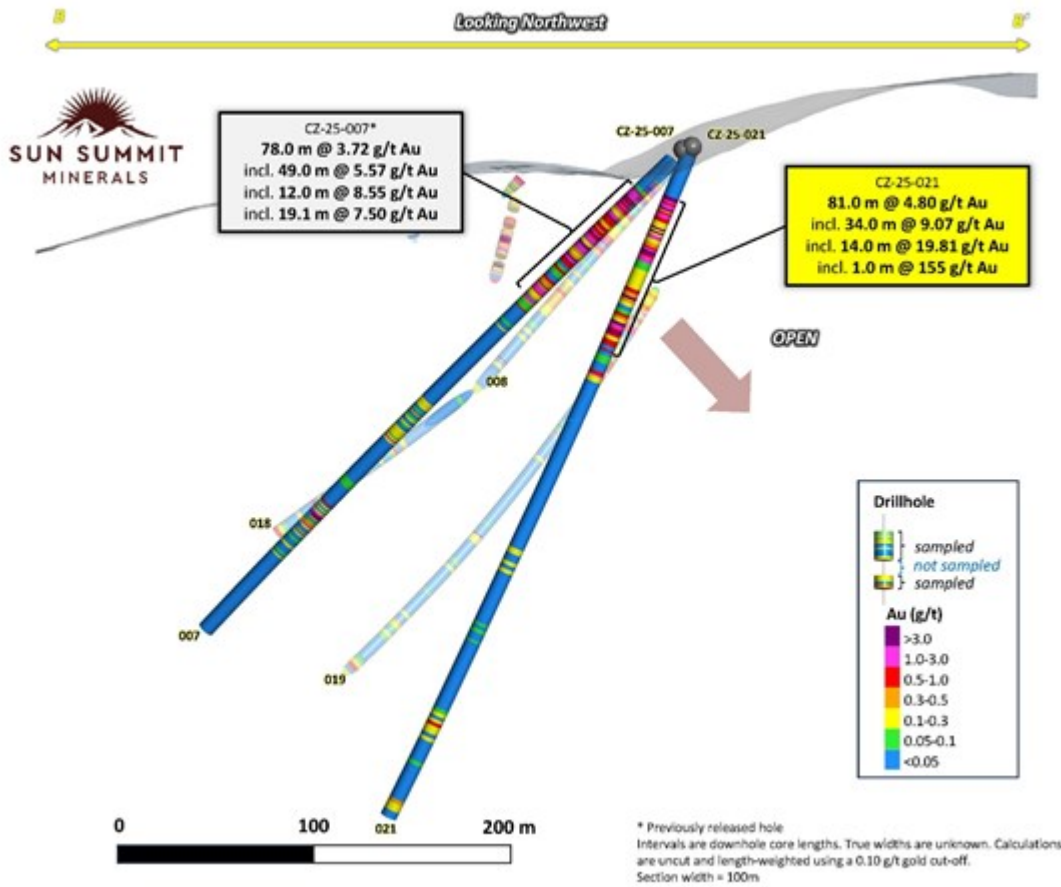 B
Looking Northwest
B'
SUN SUMMIT
MINERALS
CZ-25-007*
78.0 m @ 3.72 g/t Au
incl. 49.0 m @ 5.57 g/t Au
incl. 12.0 m @ 8.55 g/t Au
incl. 19.1 m @ 7.50 g/t Au
CZ-25-007
CZ-25-021
CZ-25-021
81.0 m @ 4.80 g/t Au
incl. 34.0 m @ 9.07 g/t Au
incl. 14.0 m @ 19.81 g/t Au
incl. 1.0 m @ 155 g/t Au
OPEN
008
018
007
019
021
Drillhole
sampled
not sampled
sampled
Au (g/t)
>3.0
1.0-3.0
0.5-1.0
0.3-0.5
0.1-0.3
0.05-0.1
<0.05
0 100 200 m
* Previously released hole
Intervals are downhole core lengths. True widths are unknown. Calculations
are uncut and length-weighted using a 0.10 g/t gold cut-off.
Section width = 100m